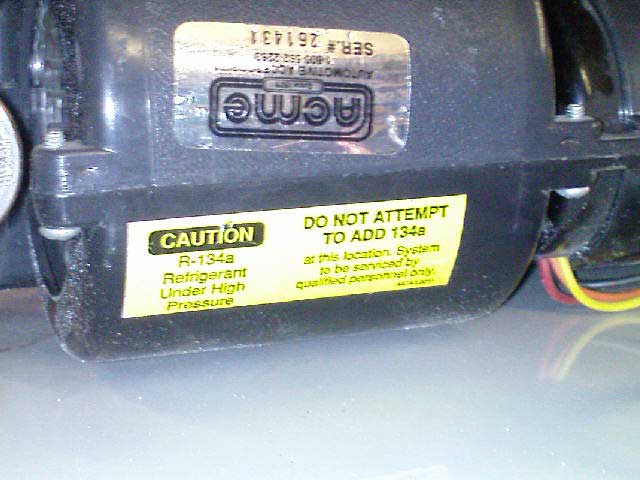 acme
AUTOMOTIVE
SER.# 261431
CAUTION
R-134a
Refrigerant
Under High
Pressure
DO NOT ATTEMPT
TO ADD 134a
at this location. System
to be serviced by
qualified personnel only.